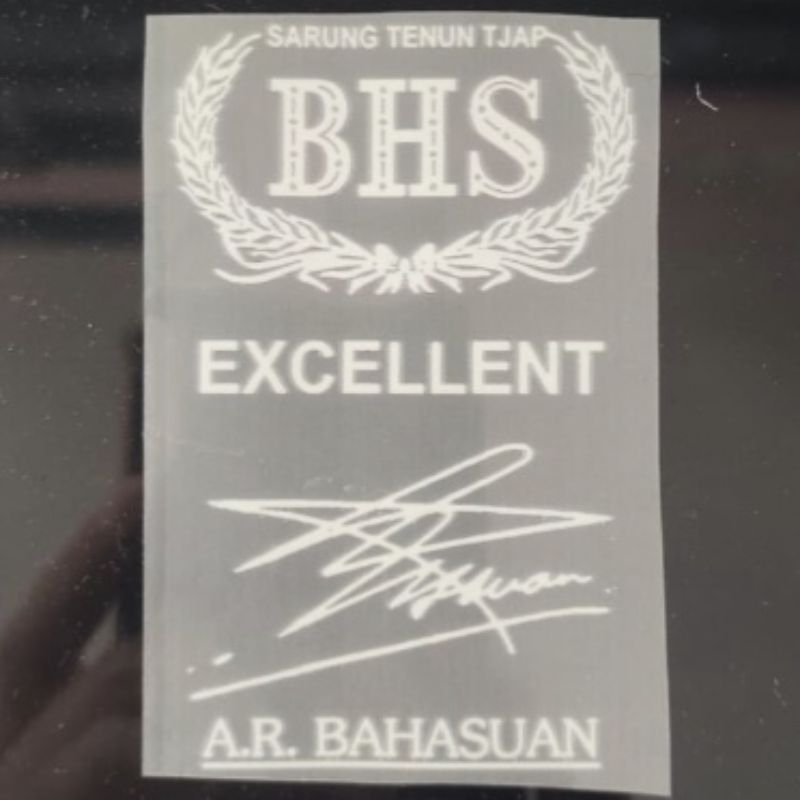 SARUNG TENUN TJAP
BHS
EXCELLENT
A.R. BAHASUAN